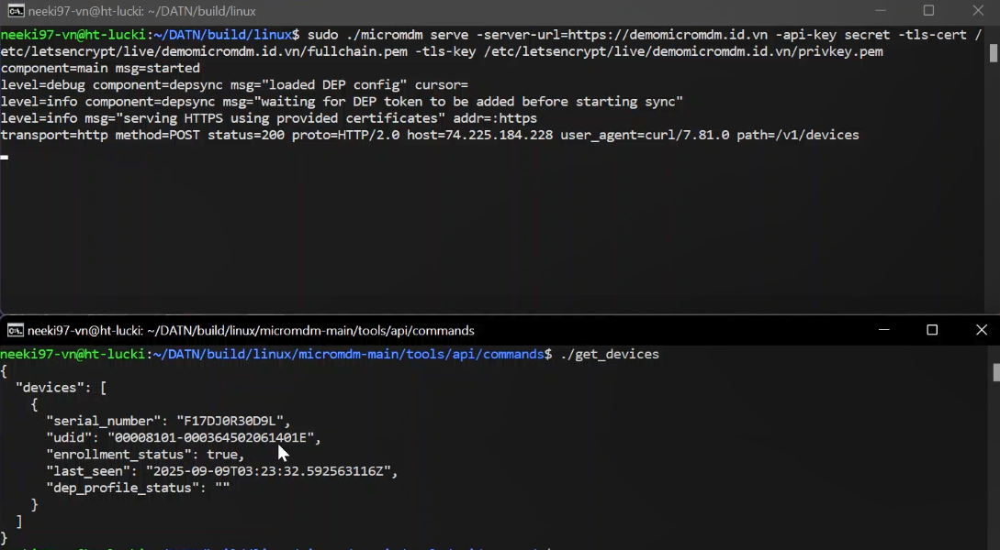 neeki97-vn@ht-lucki: ~/DATN/build/linux
neeki97-vn@ht-lucki:~/DATN/build/linux$ sudo ./micromdm serve -server-url=https://demomicromdm.id.vn -api-key secret -tls-cert /
etc/letsencrypt/live/demomicromdm.id.vn/fullchain.pem -tls-key /etc/letsencrypt/live/demomicromdm.id.vn/privkey.pem
component=main msg=started
level=debug component=depsync msg="loaded DEP config" cursor=
level=info component=depsync msg="waiting for DEP token to be added before starting sync"
level=info msg="serving HTTPS using provided certificates" addr=:https
transport=http method=POST status=200 proto=HTTP/2.0 host=74.225.184.228 user_agent=curl/7.81.0 path=/v1/devices
neeki97-vn@ht-lucki: ~/DATN/build/linux/micromdm-main/tools/api/commands
neeki97-vn@ht-lucki:~/DATN/build/linux/micromdm-main/tools/api/commands$ ./get_devices
{
"devices": [
{
"serial_number": "F17DJ0R30D9L",
"udid": "00008101-000364502061401E",
"enrollment_status": true,
"last_seen": "2025-09-09T03:23:32.592563116Z",
"dep_profile_status": ""
}
]
}